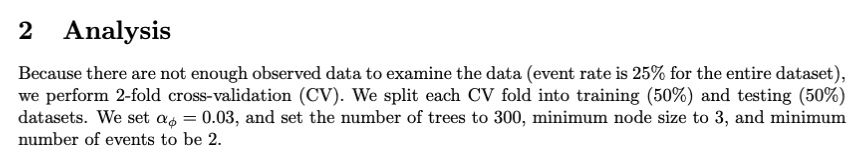 2 Analysis
Because there are not enough observed data to examine the data (event rate is 25% for the entire dataset),
we perform 2-fold cross-validation (CV). We split each CV fold into training (50%) and testing (50%)
datasets. We set αϕ = 0.03, and set the number of trees to 300, minimum node size to 3, and minimum
number of events to be 2.